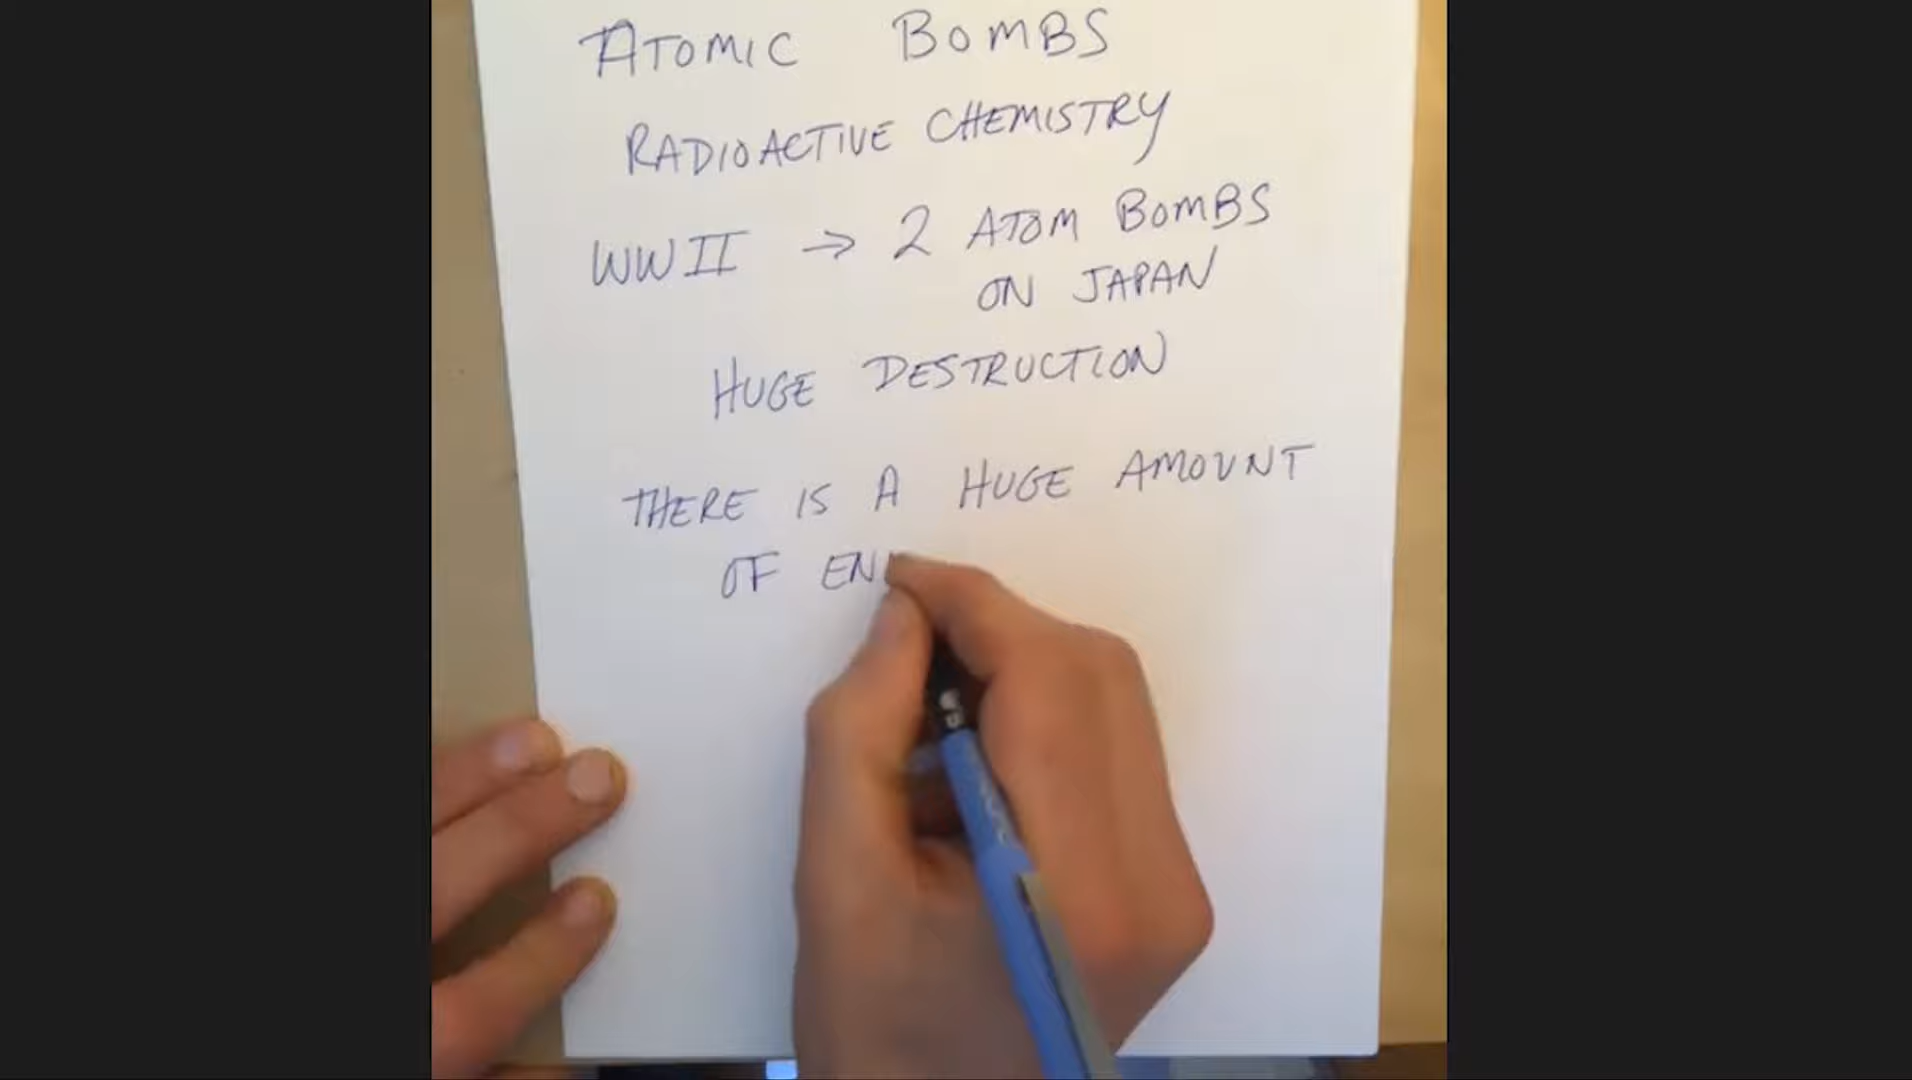 ATOMIC BOMBS
RADIOACTIVE CHEMISTRY
WW II → 2 ATOM BOMBS
ON JAPAN
HUGE DESTRUCTION
THERE IS A HUGE AMOUNT
OF EN